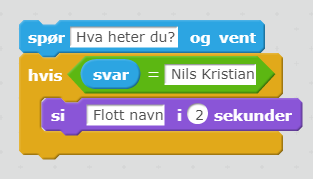 spør Hva heter du? og vent
hvis svar = Nils Kristian
si Flott navn i 2 sekunder